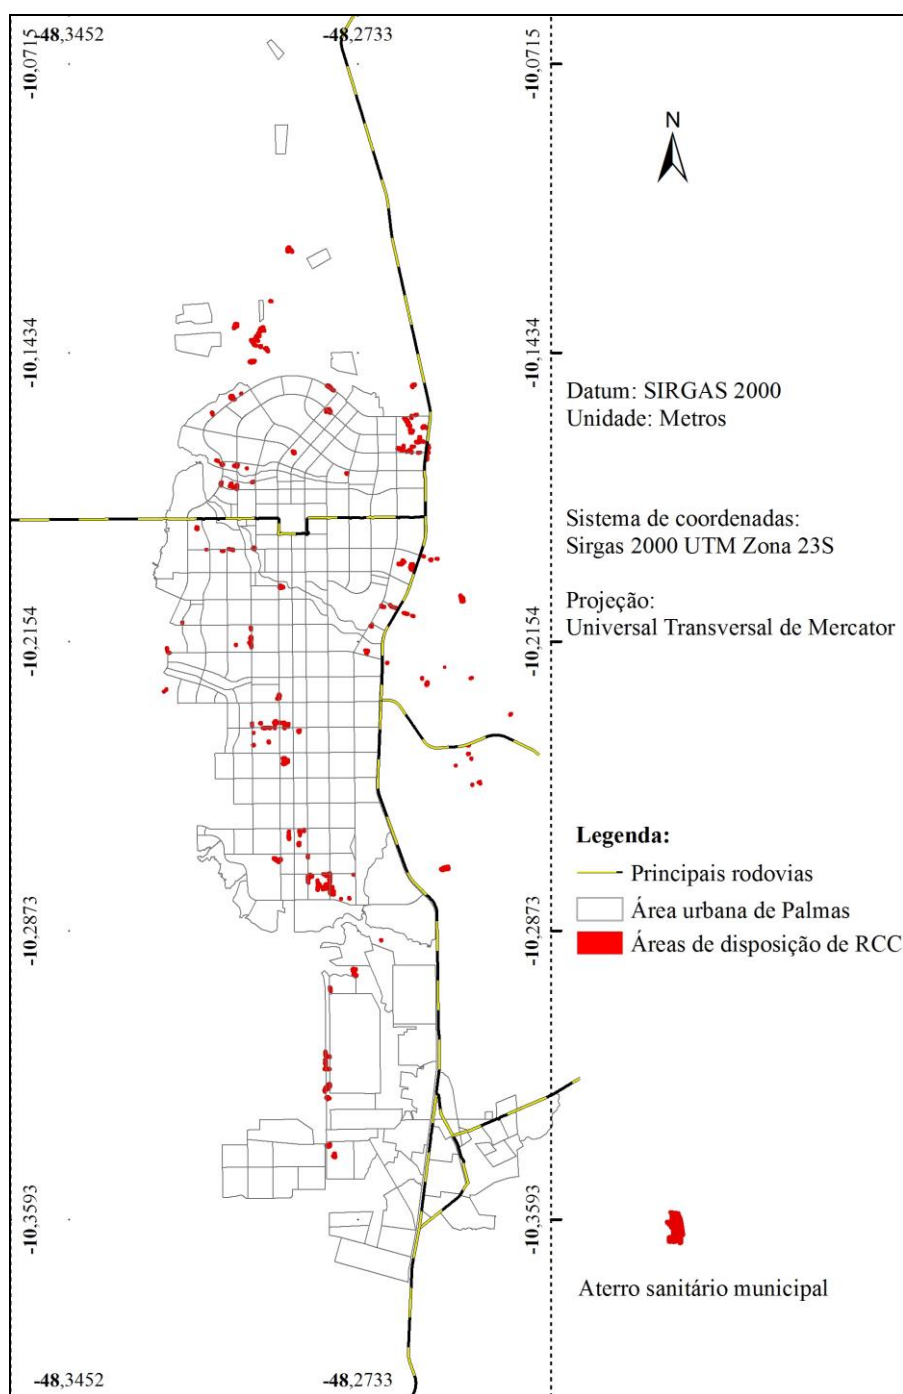 -48,3452
-48,2733
-10,0715
-10,0715
N
-10,1434
-10,1434
Datum: SIRGAS 2000
Unidade: Metros
Sistema de coordenadas:
Sirgas 2000 UTM Zona 23S
Projeção:
Universal Transversal de Mercator
-10,2154
-10,2154
Legenda:
Principais rodovias
Área urbana de Palmas
Áreas de disposição de RCC
-10,2873
-10,2873
-10,3593
-10,3593
Aterro sanitário municipal
-48,3452
-48,2733